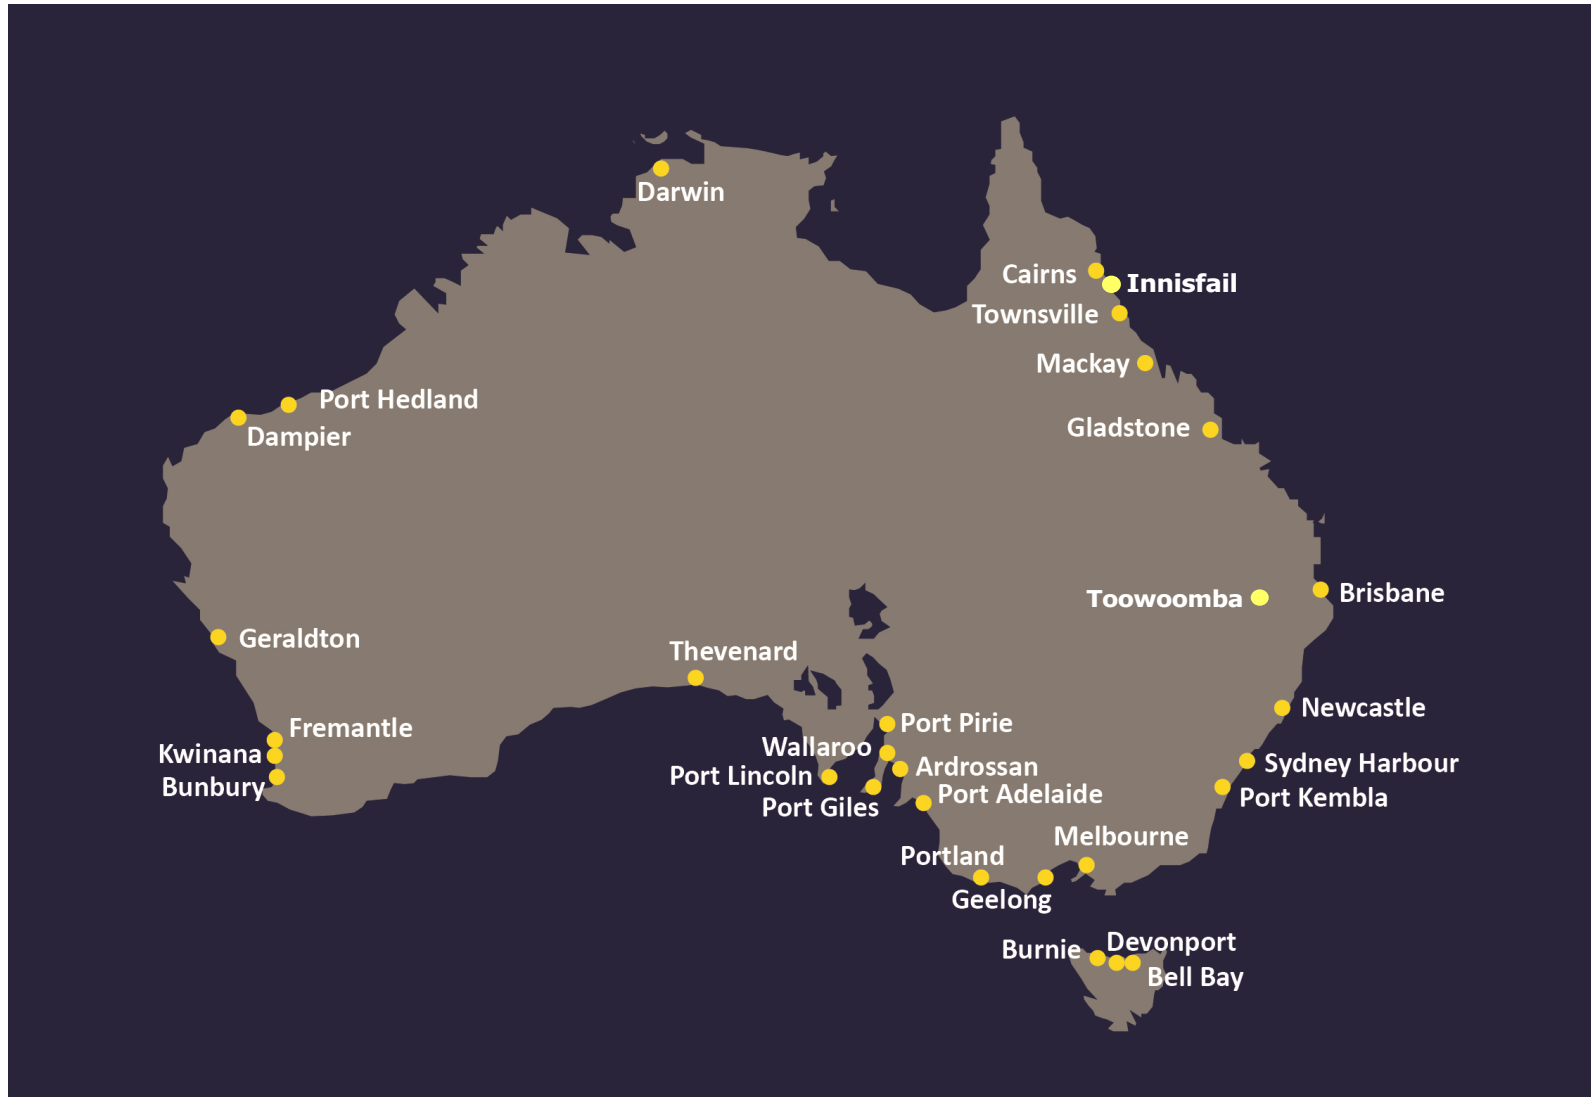 Darwin
Cairns
Innisfail
Townsville
Mackay
Port Hedland
Gladstone
Dampier
Brisbane
Toowoomba
Geraldton
Thevenard
Newcastle
Port Pirie
Fremantle
Wallaroo
Kwinana
Sydney Harbour
Ardrossan
Port Lincoln
Bunbury
Port Adelaide
Port Kembla
Port Giles
Melbourne
Portland
Geelong
Devonport
Burnie
Bell Bay